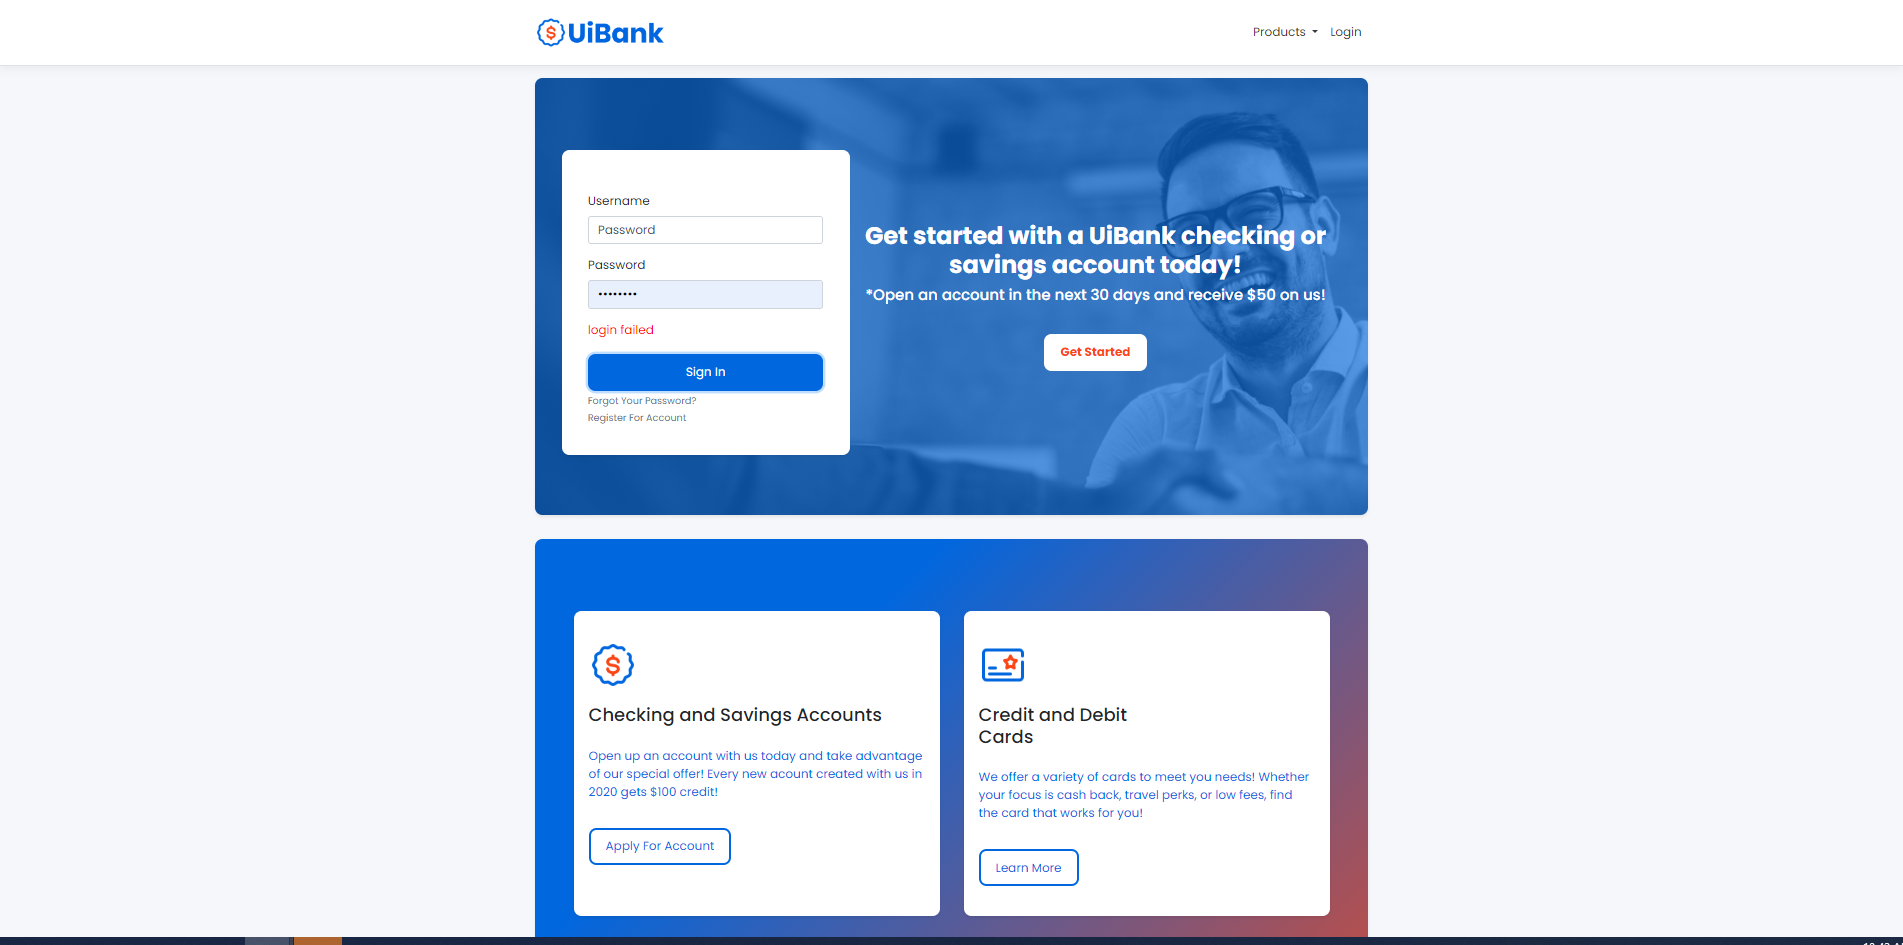 UiBank
Products
Login
Username
Password
Password
••••••••
login failed
Sign In
Forgot Your Password?
Register For Account
Get started with a UiBank checking or
savings account today!
*Open an account in the next 30 days and receive $50 on us!
Get Started
Checking and Savings Accounts
Open up an account with us today and take advantage
of our special offer! Every new acount created with us in
2020 gets $100 credit!
Apply For Account
Credit and Debit
Cards
We offer a variety of cards to meet you needs! Whether
your focus is cash back, travel perks, or low fees, find
the card that works for you!
Learn More